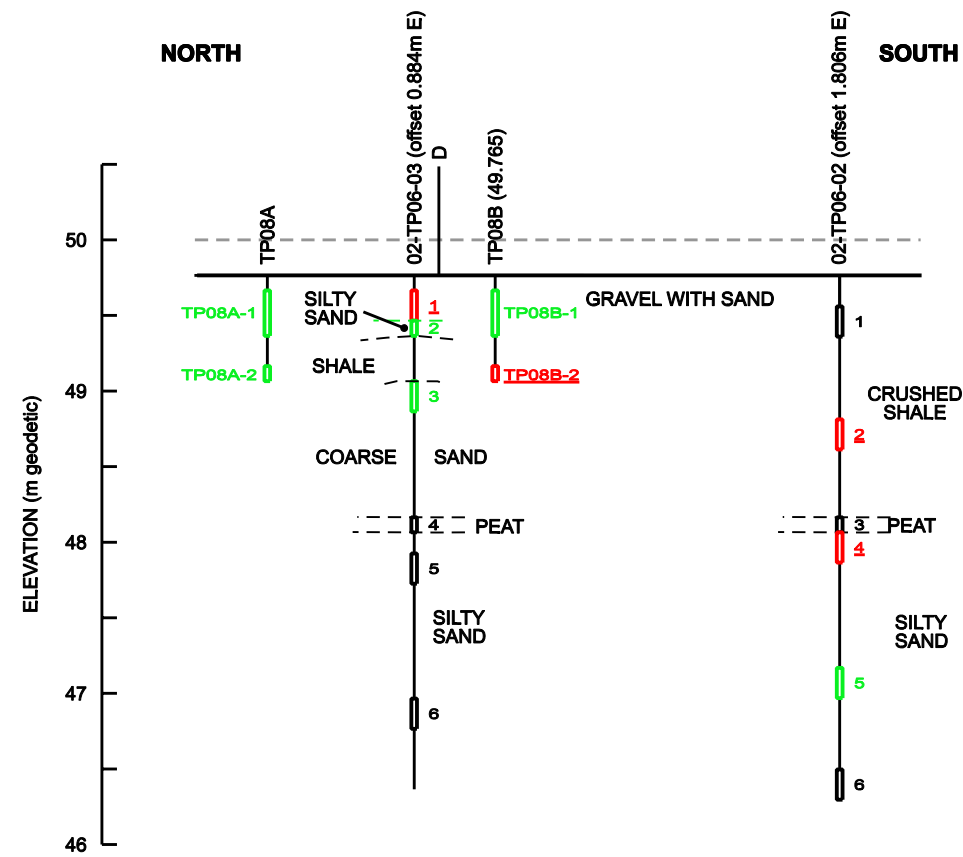 NORTH
SOUTH
TP08A
02-TP06-03 (offset 0.884m E)
D
TP08B (49.765)
02-TP06-02 (offset 1.806m E)
50
SILTY
SAND
GRAVEL WITH SAND
TP08A-1
1
2
TP08B-1
1
SHALE
TP08A-2
TP08B-2
49
3
CRUSHED
SHALE
2
COARSE SAND
4
PEAT
3
PEAT
48
4
5
SILTY
SAND
SILTY
SAND
5
47
6
6
46
ELEVATION (m geodetic)